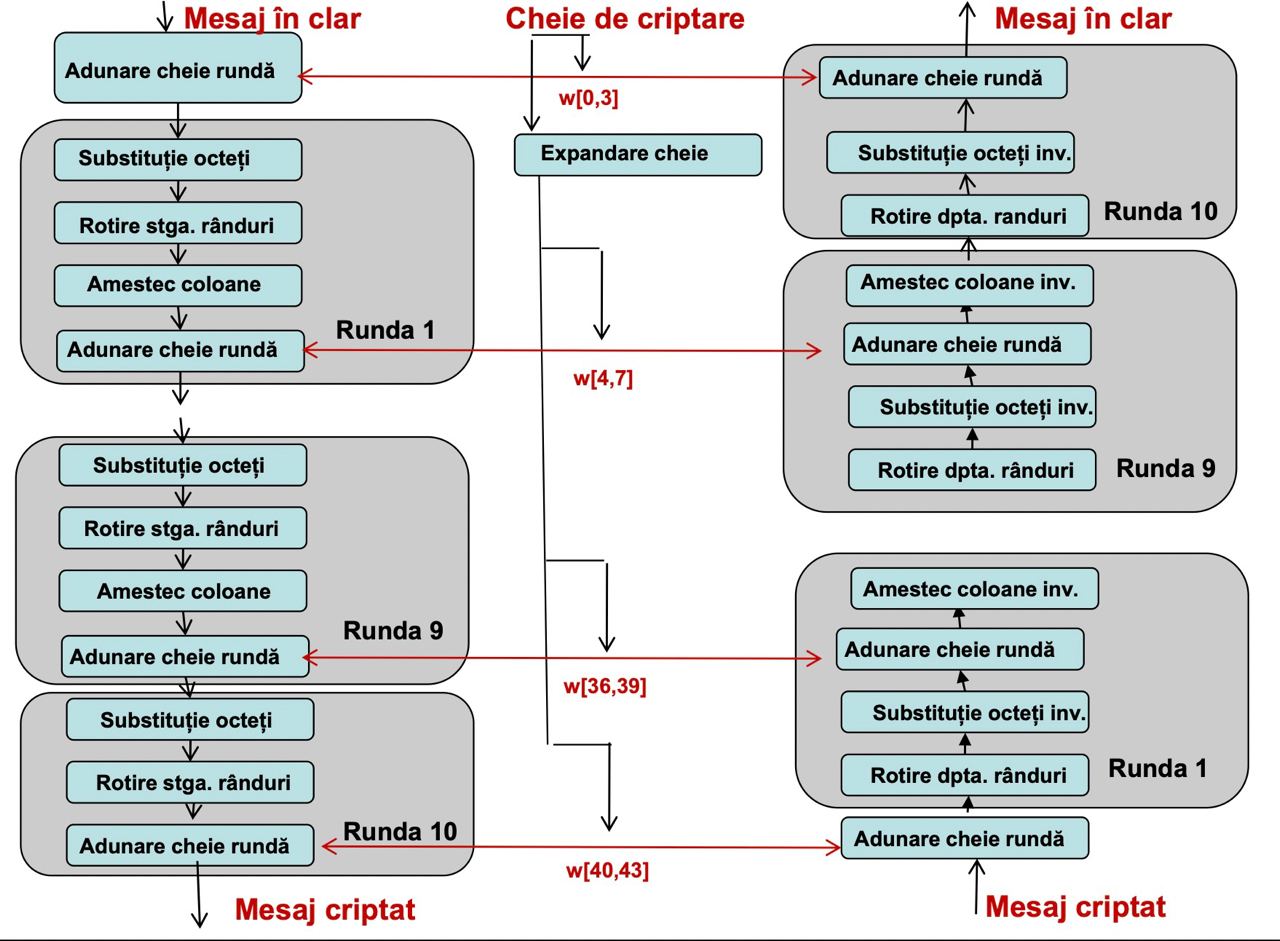 Mesaj în clar
Adunare cheie rundă
Substituție octeți
Rotire stga. rânduri
Amestec coloane
Adunare cheie rundă
Runda 1
Substituție octeți
Rotire stga. rânduri
Amestec coloane
Adunare cheie rundă
Runda 9
Substituție octeți
Rotire stga. rânduri
Adunare cheie rundă
Runda 10
Mesaj criptat
Cheie de criptare
w[0,3]
Expandare cheie
w[4,7]
w[36,39]
w[40,43]
Mesaj în clar
Adunare cheie rundă
Substituție octeți inv.
Rotire dpta. randuri
Runda 10
Amestec coloane inv.
Adunare cheie rundă
Substituție octeți inv.
Rotire dpta. rânduri
Runda 9
Amestec coloane inv.
Adunare cheie rundă
Substituție octeți inv.
Rotire dpta. rânduri
Runda 1
Adunare cheie rundă
Mesaj criptat